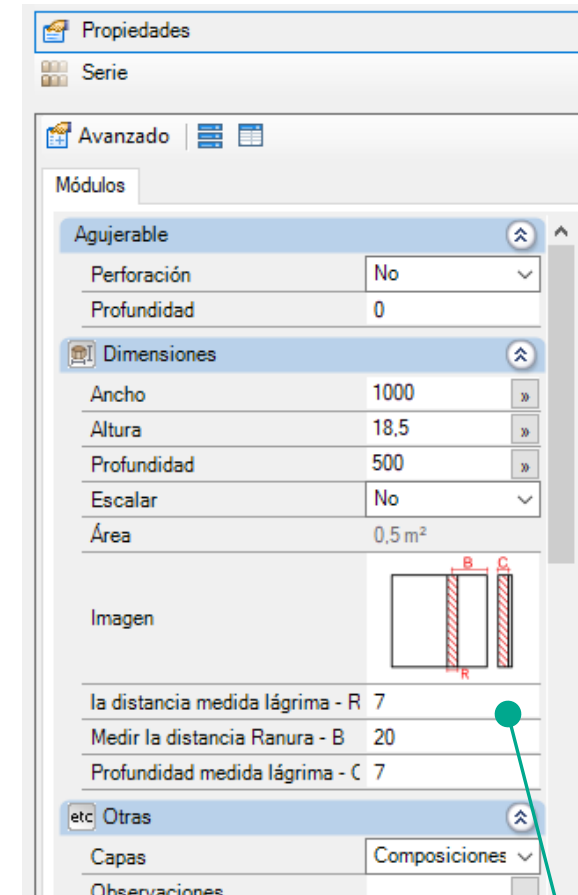 Propiedades
Serie
Avanzado
Módulos
Agujerable
Perforación No
Profundidad 0
Dimensiones
Ancho 1000 »
Altura 18,5 »
Profundidad 500 »
Escalar No
Área 0,5 m²
B C
Imagen
R
la distancia medida lágrima - R 7
Medir la distancia Ranura - B 20
Profundidad medida lágrima - C 7
etc Otras
Capas Composiciones
Observaciones